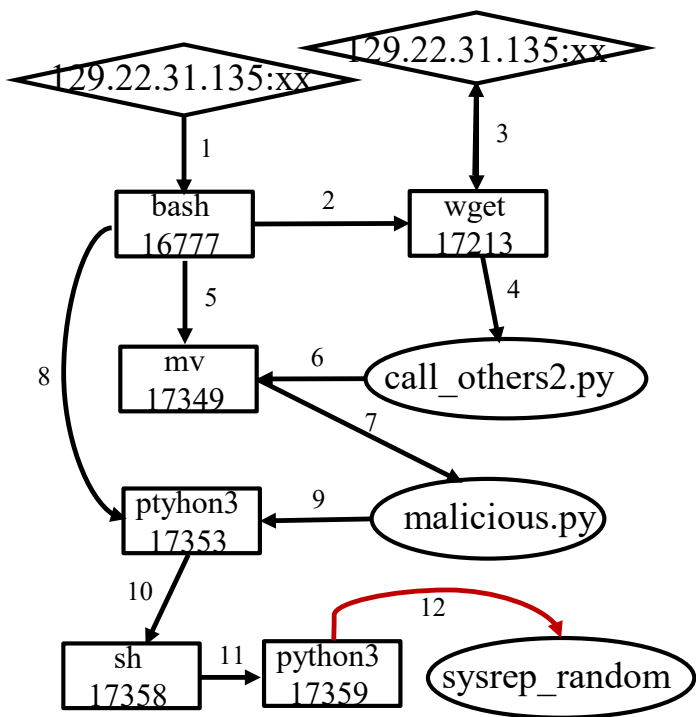 129.22.31.135:xx
129.22.31.135:xx
1
3
bash
16777
2
wget
17213
4
5
8
mv
17349
6
call_others2.py
7
ptyhon3
17353
9
malicious.py
10
12
sh
17358
11
python3
17359
sysrep_random